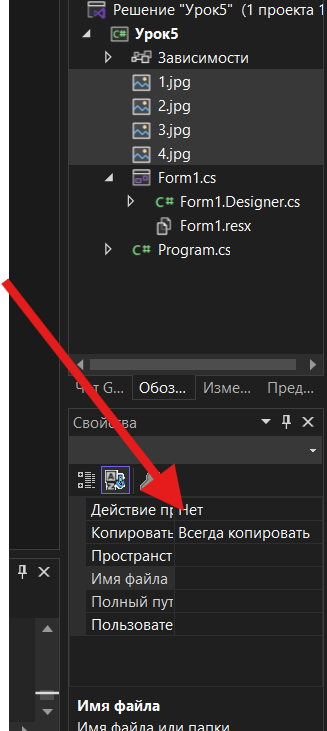 Решение "Урок5" (1 проекта 1
Урок5
Зависимости
1.jpg
2.jpg
3.jpg
4.jpg
Form1.cs
Form1.Designer.cs
Form1.resx
Program.cs
Чат G... Обоз... Изме... Пред...
Свойства
Действие пр Нет
Копировать Всегда копировать
Пространст
Имя файла
Полный пут
Пользовате
Имя файла
Имя файла или папки